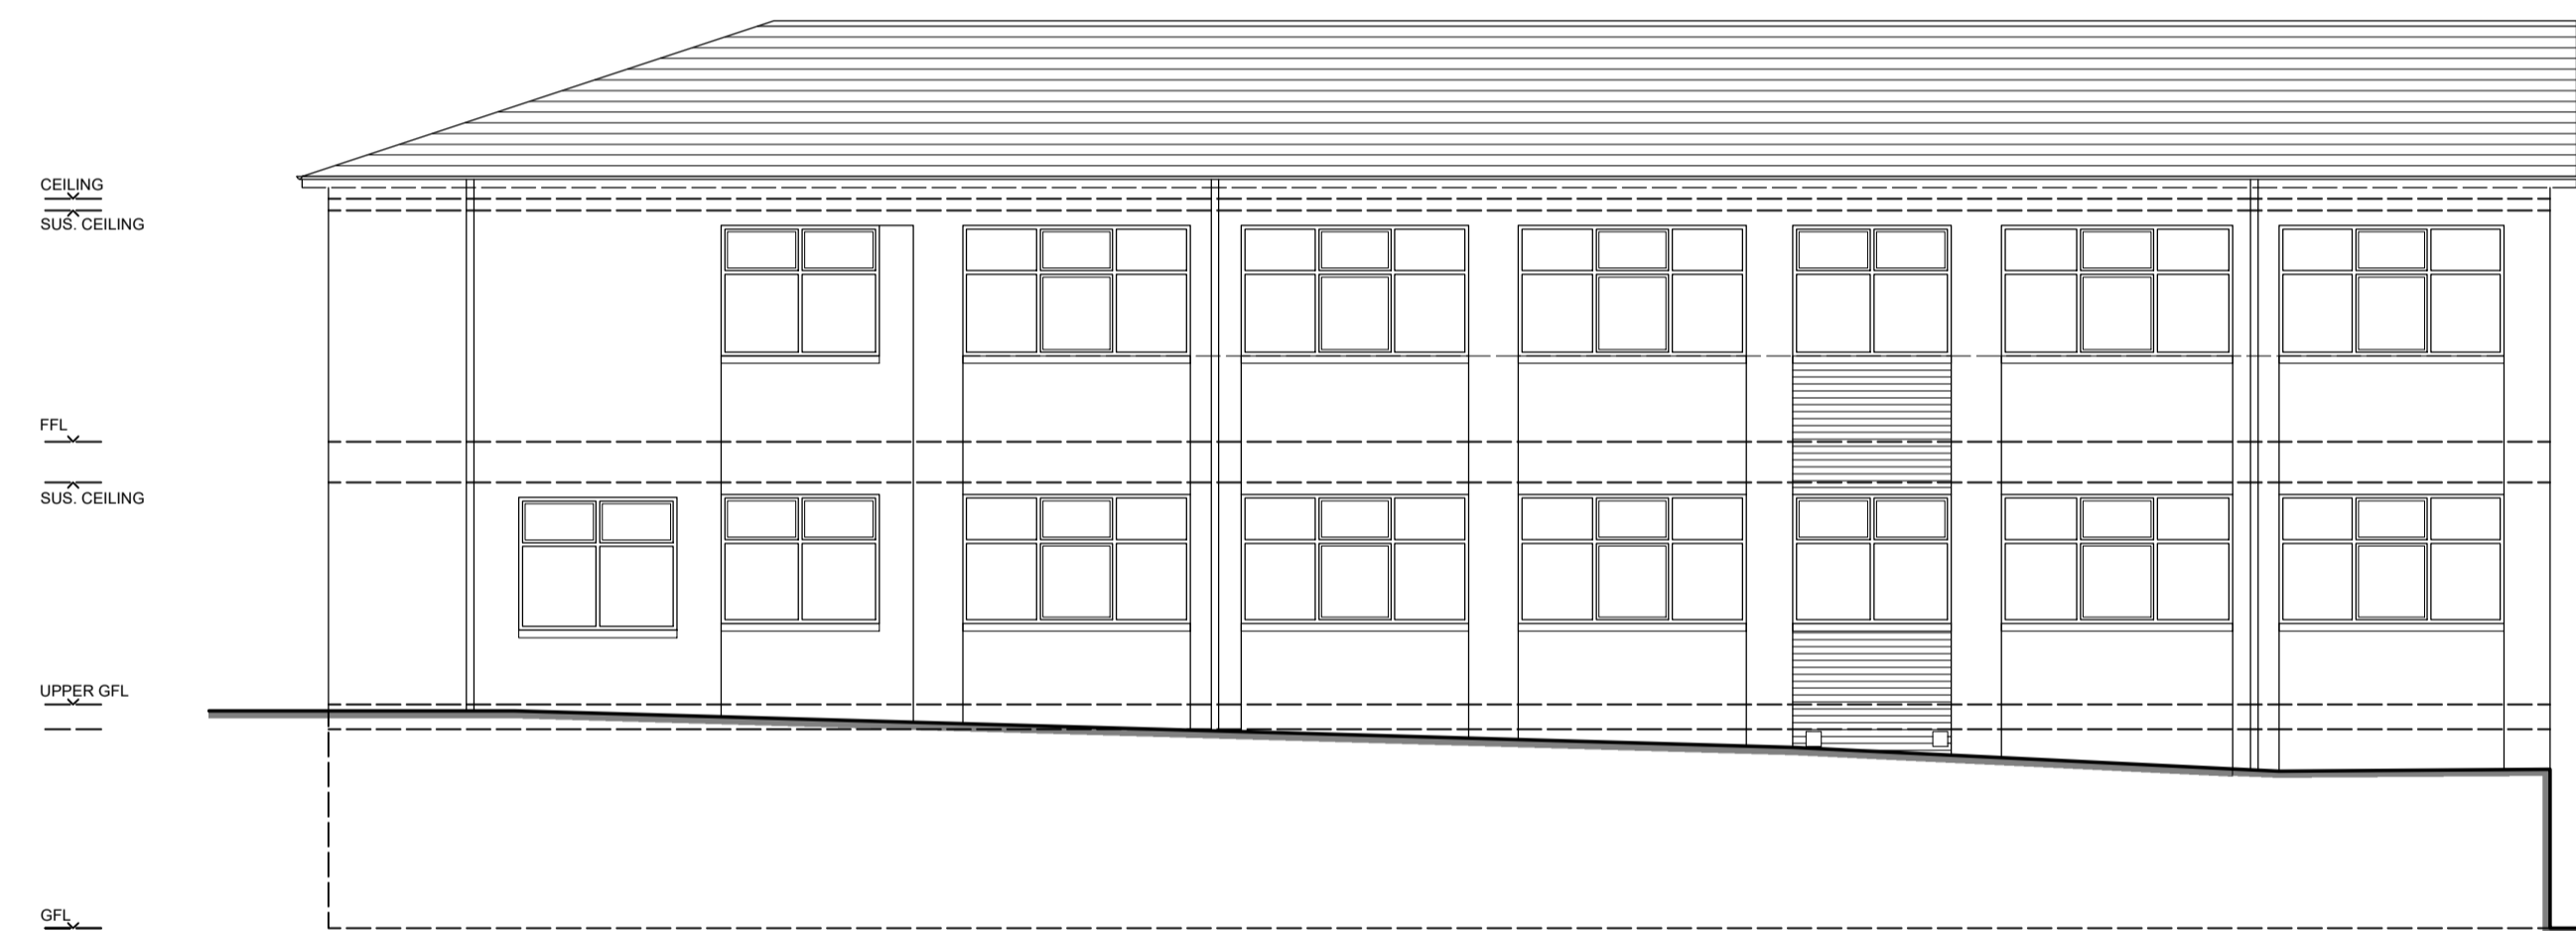 CEILING
SUS. CEILING
FFL
SUS. CEILING
UPPER GFL
GFL